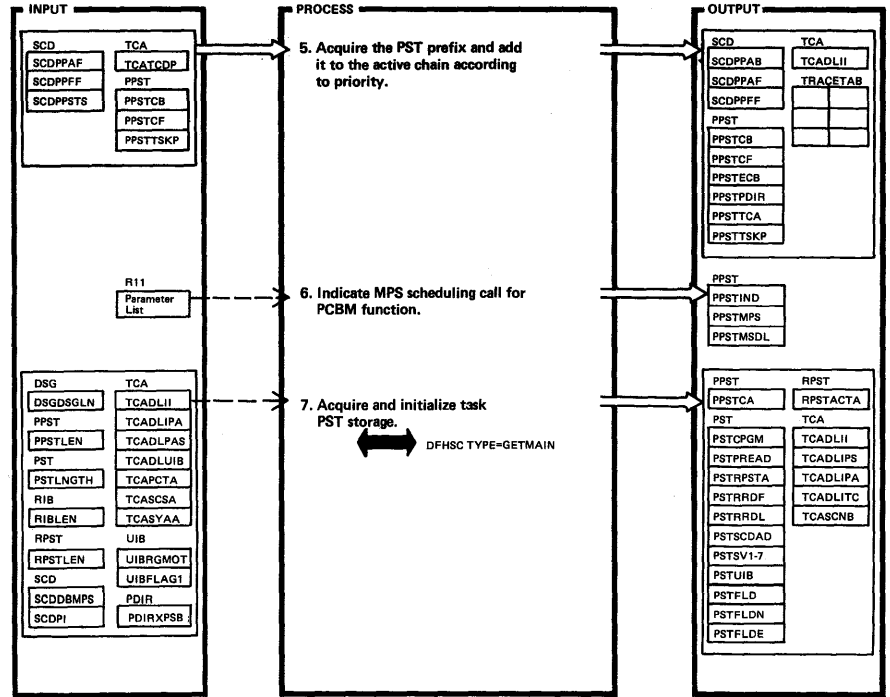 INPUT
PROCESS
OUTPUT
SCD
SCDPPAF
SCDPPFF
SCDPPSTS
TCA
TCATCDP
PPST
PPSTCB
PPSTCF
PPSTTSKP
5. Acquire the PST prefix and add
it to the active chain according
to priority.
SCD
SCDPPAB
SCDPPAF
SCDPPFF
PPST
PPSTCB
PPSTCF
PPSTECB
PPSTPDIR
PPSTTCA
PPSTTSKP
TCA
TCADLII
TRACETAB
R11
Parameter
List
6. Indicate MPS scheduling call for
PCBM function.
PPST
PPSTIND
PPSTMPS
PPSTMSDL
DSG
DSGDSGLN
PPST
PPSTLEN
PST
PSTLNGTH
RIB
RIBLEN
RPST
RPSTLEN
SCD
SCDDBMPS
SCDPI
TCA
TCADLII
TCADLIPA
TCADLPAS
TCADLUIB
TCAPCTA
TCASCSA
TCASYAA
UIB
UIBRGMOT
UIBFLAG1
PDIR
PDIRXPSB
7. Acquire and initialize task
PST storage.
DFHSC TYPE=GETMAIN
PPST
PPSTCA
PST
PSTCPGM
PSTPREAD
PSTRPSTA
PSTRRDF
PSTRRDL
PSTSCDAD
PSTSV1-7
PSTUIB
PSTFLD
PSTFLDN
PSTFLDE
RPST
RPSTACTA
TCA
TCADLII
TCADLIPS
TCADLIPA
TCADLITC
TCASCNB